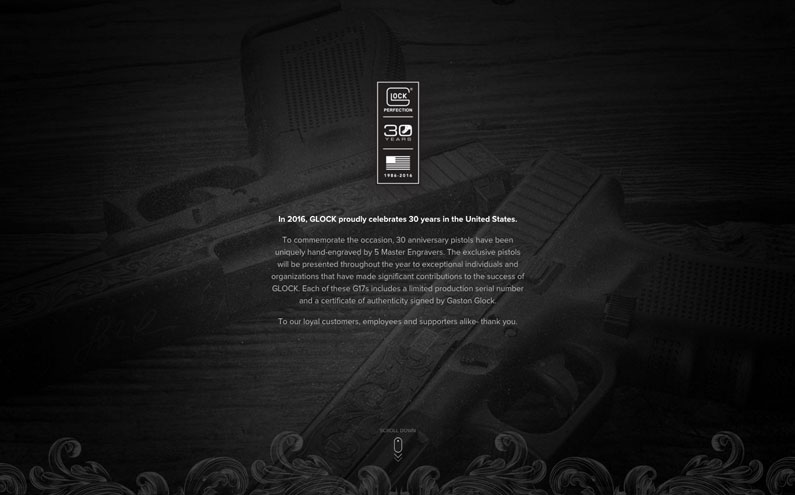 GLOCK
PERFECTION
30
YEARS
1986-2016
In 2016, GLOCK proudly celebrates 30 years in the United States.
To commemorate the occasion, 30 anniversary pistols have been
uniquely hand-engraved by 5 Master Engravers. The exclusive pistols
will be presented throughout the year to exceptional individuals and
organizations that have made significant contributions to the success of
GLOCK. Each of these G17s includes a limited production serial number
and a certificate of authenticity signed by Gaston Glock.
To our loyal customers, employees and supporters alike- thank you.
SCROLL DOWN